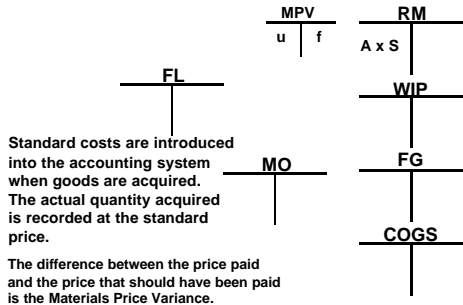 MPV RM
u f
A x S
FL
WIP
Standard costs are introduced
into the accounting system
when goods are acquired.
The actual quantity acquired
is recorded at the standard
price.
MO
FG
COGS
The difference between the price paid
and the price that should have been paid
is the Materials Price Variance.